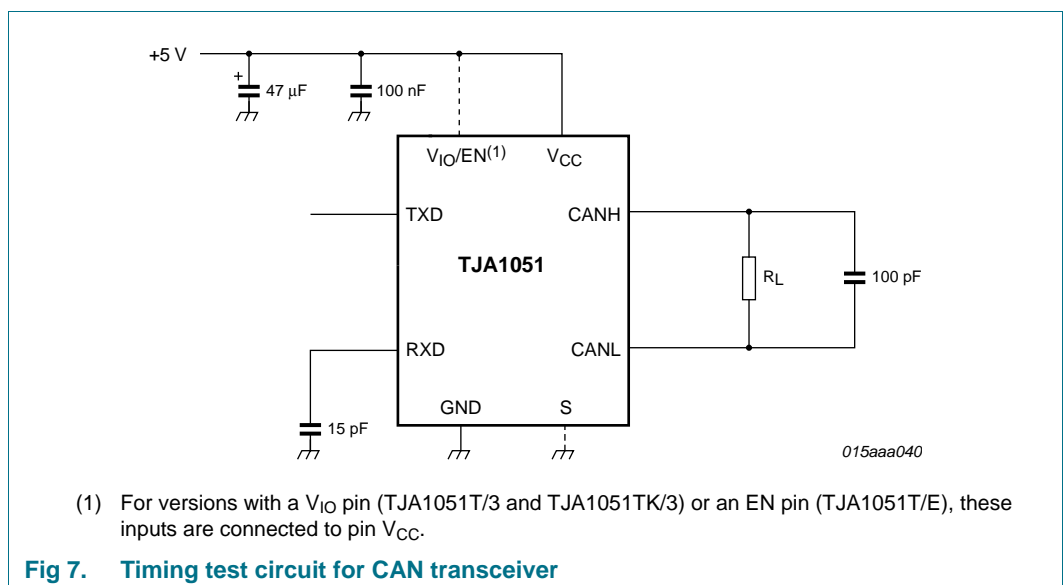 +5 V
+
47 μF
100 nF
VIO/EN(1)
VCC
TXD
CANH
TJA1051
RL
100 pF
RXD
CANL
GND
S
15 pF
015aaa040
(1) For versions with a VIO pin (TJA1051T/3 and TJA1051TK/3) or an EN pin (TJA1051T/E), these
inputs are connected to pin VCC.
Fig 7. Timing test circuit for CAN transceiver